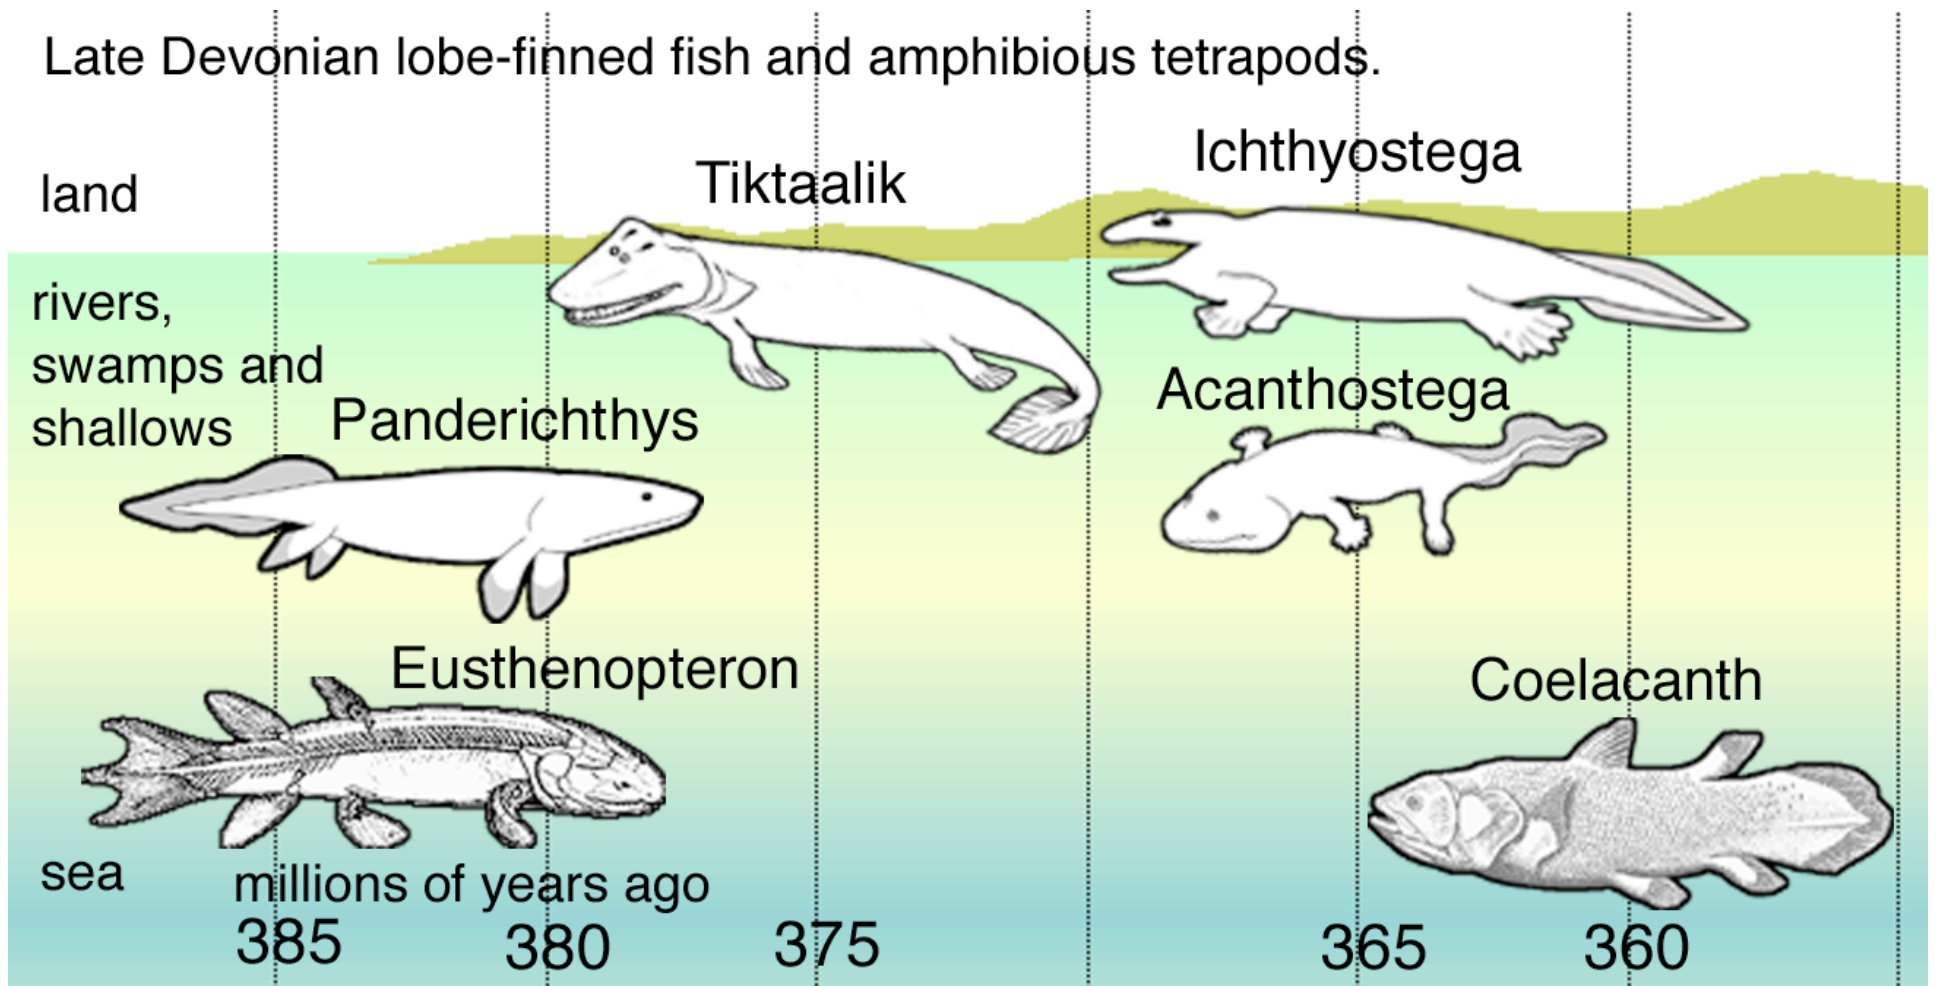 Late Devonian lobe-finned fish and amphibious tetrapods.
land
Tiktaalik
Ichthyostega
rivers,
swamps and
shallows
Panderichthys
Acanthostega
Eusthenopteron
Coelacanth
sea
millions of years ago
385 380 375 365 360